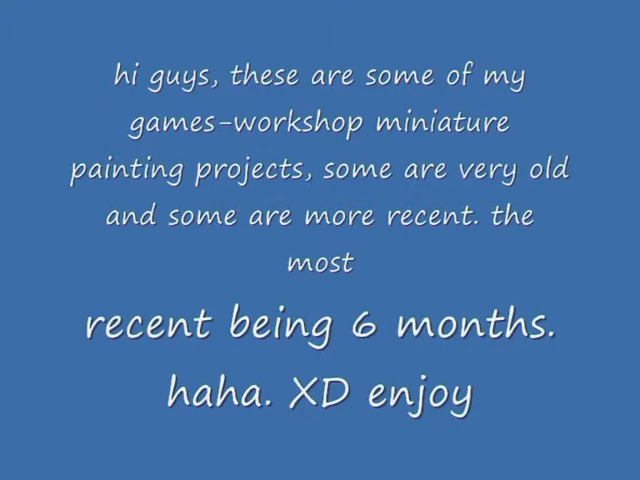 hi guys, these are some of my
games-workshop miniature
painting projects, some are very old
and some are more recent. the
most
recent being 6 months.
haha. XD enjoy